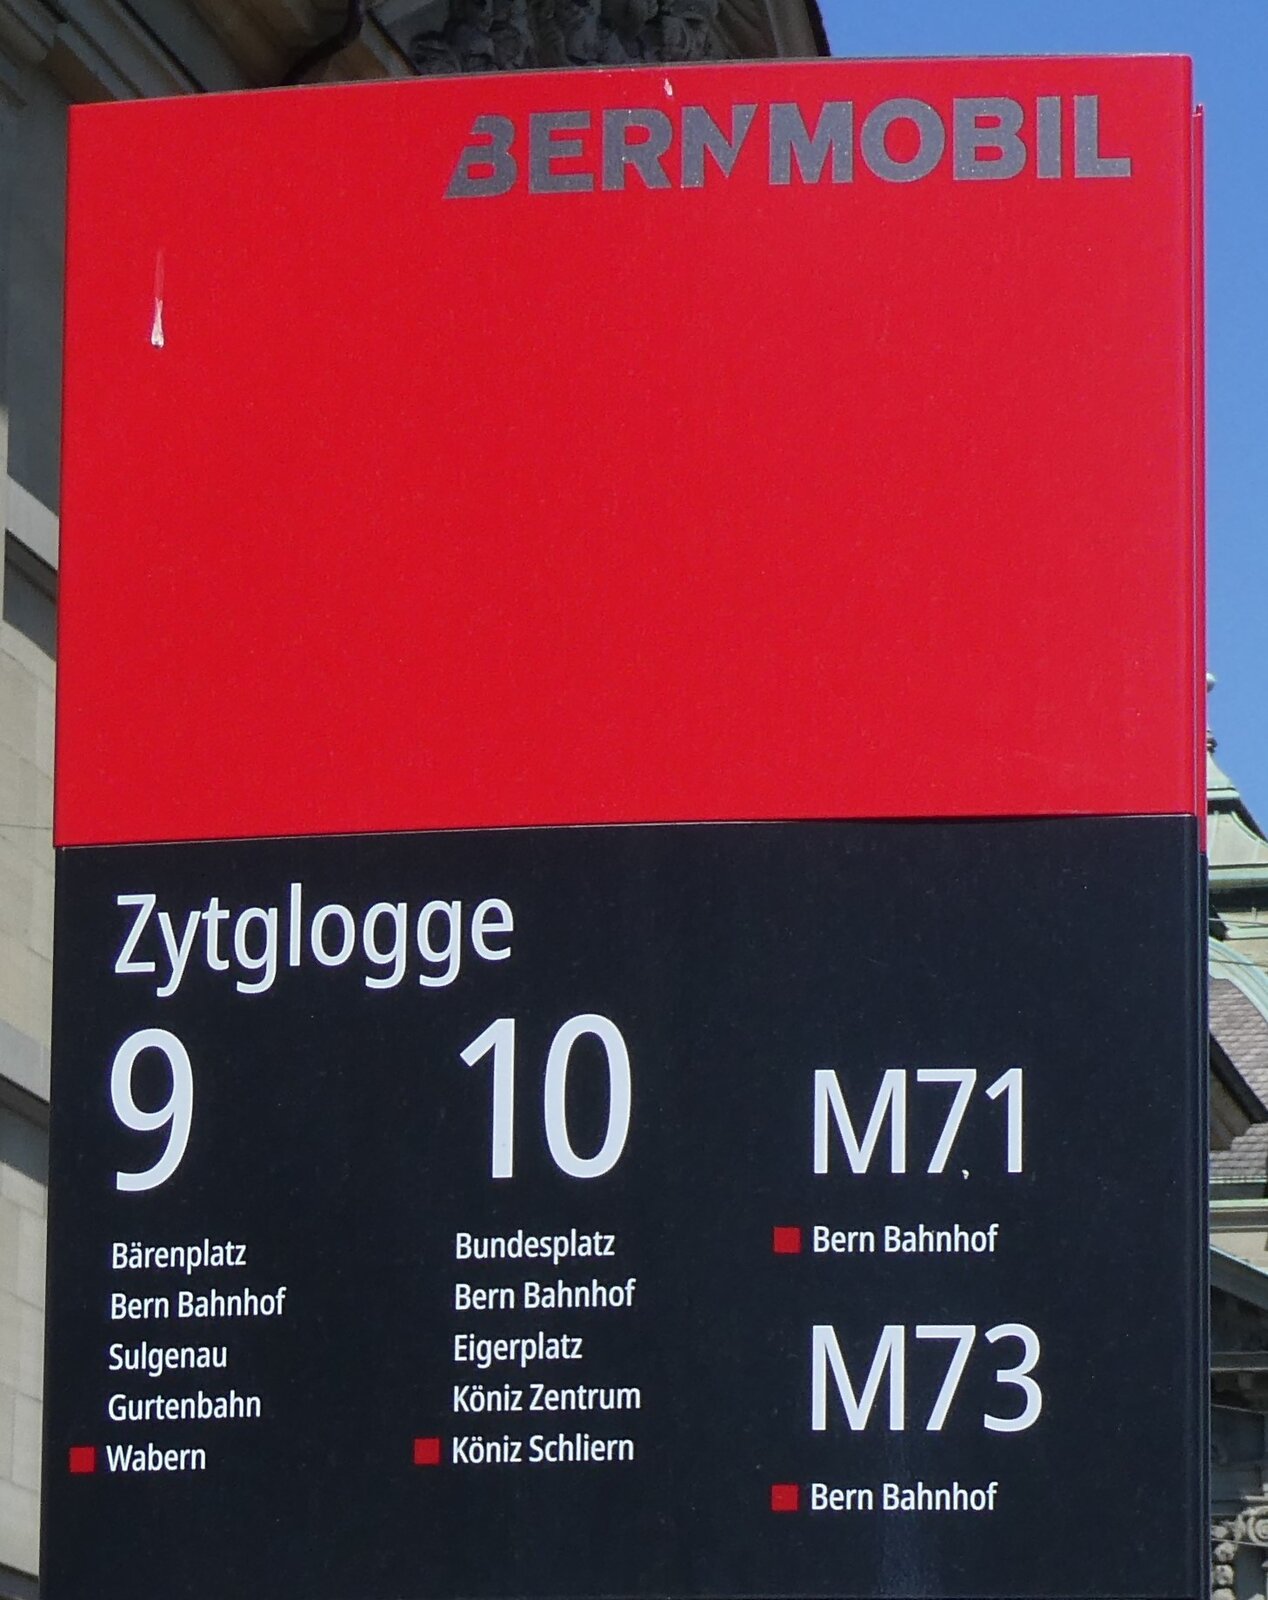 BERNMOBIL
Zytglogge
9
Bärenplatz
Bern Bahnhof
Sulgenau
Gurtenbahn
Wabern
10
Bundesplatz
Bern Bahnhof
Eigerplatz
Köniz Zentrum
Köniz Schliern
M71
Bern Bahnhof
M73
Bern Bahnhof